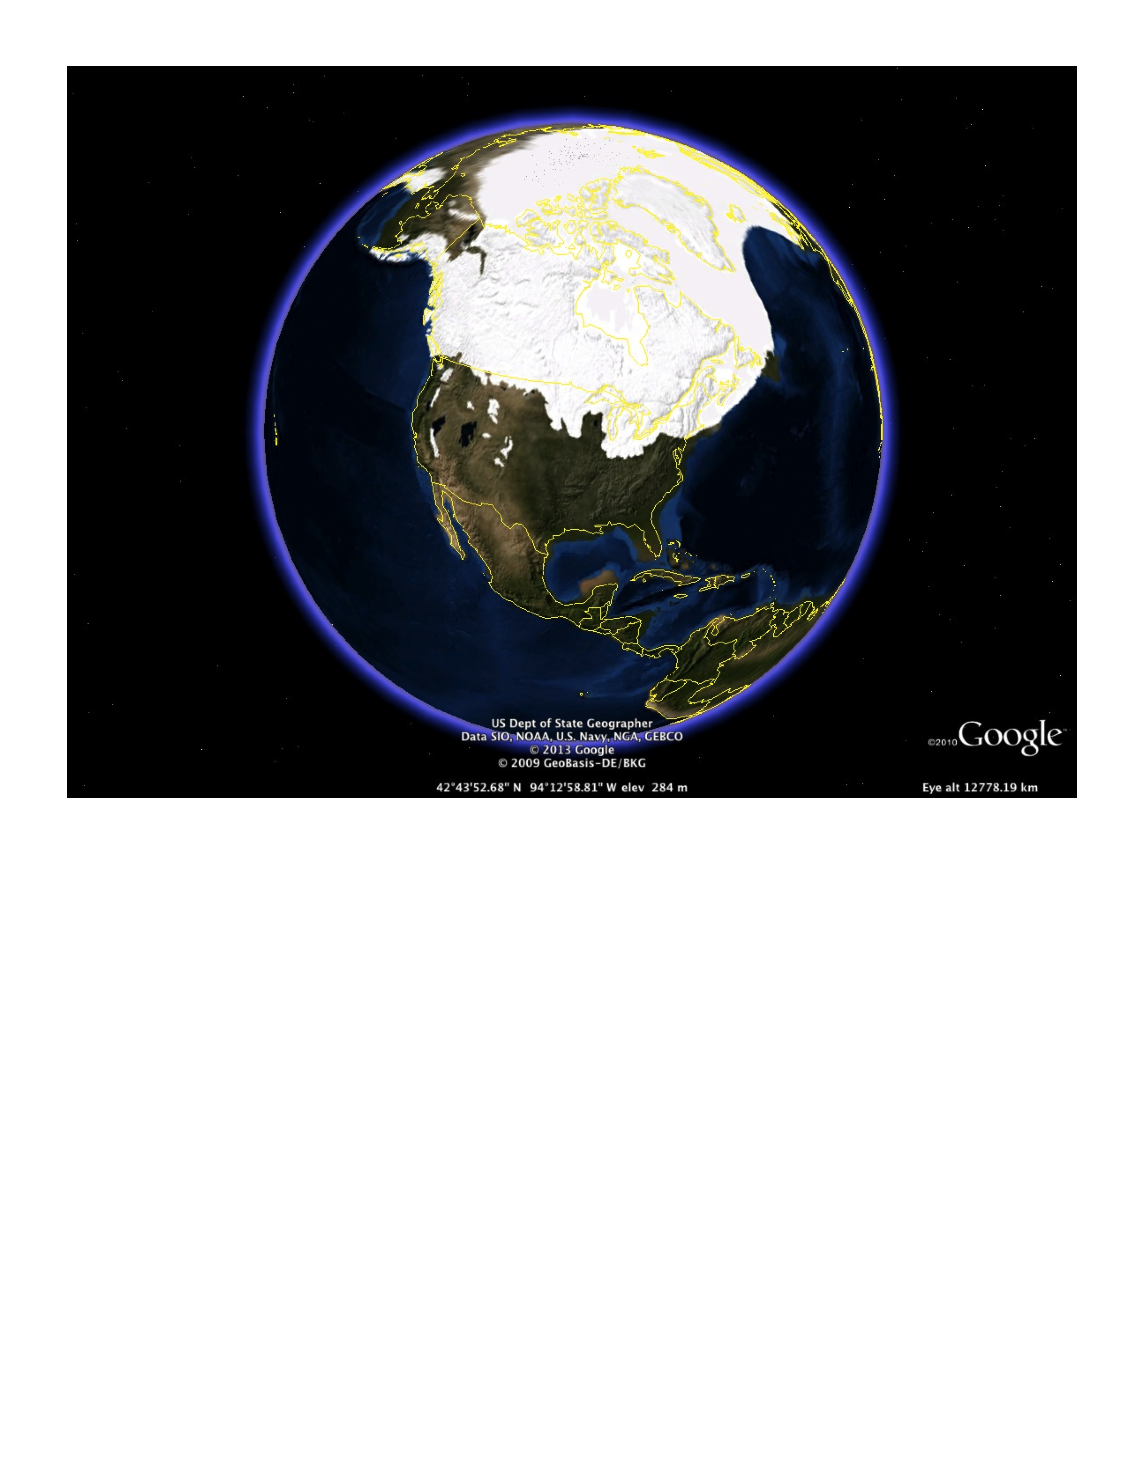 US Dept of State Geographer
Data SIO, NOAA, U.S. Navy, NGA, GEBCO
© 2013 Google
© 2009 GeoBasis-DE/BKG
©2010 Google
42°43'52.68" N 94°12'58.81" W elev 284 m
Eye alt 12778.19 km